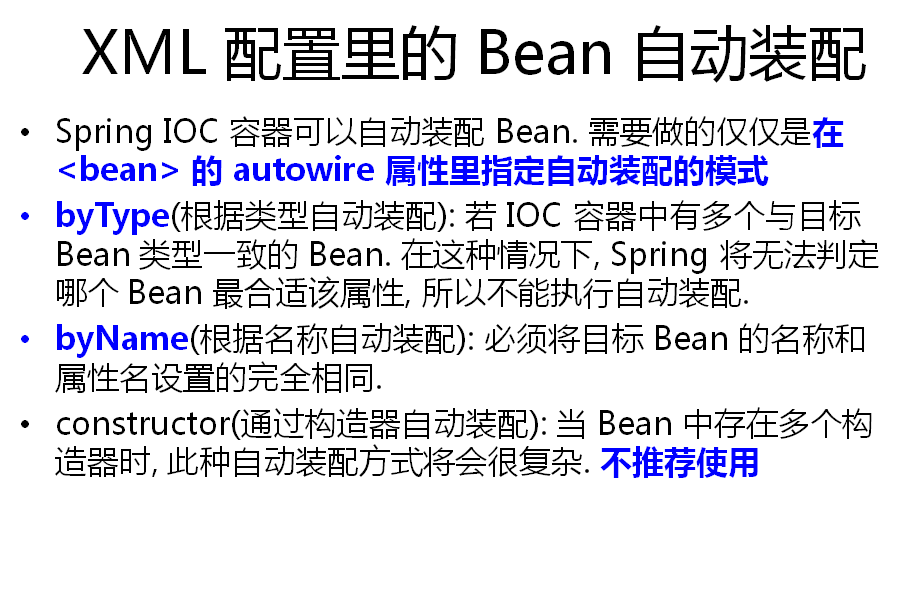 XML 配置里的 Bean 自动装配
• Spring IOC 容器可以自动装配 Bean. 需要做的仅仅是在
<bean> 的 autowire 属性里指定自动装配的模式
• byType(根据类型自动装配): 若 IOC 容器中有多个与目标
Bean 类型一致的 Bean. 在这种情况下, Spring 将无法判定
哪个 Bean 最合适该属性, 所以不能执行自动装配.
• byName(根据名称自动装配): 必须将目标 Bean 的名称和
属性名设置的完全相同.
• constructor(通过构造器自动装配): 当 Bean 中存在多个构
造器时, 此种自动装配方式将会很复杂. 不推荐使用